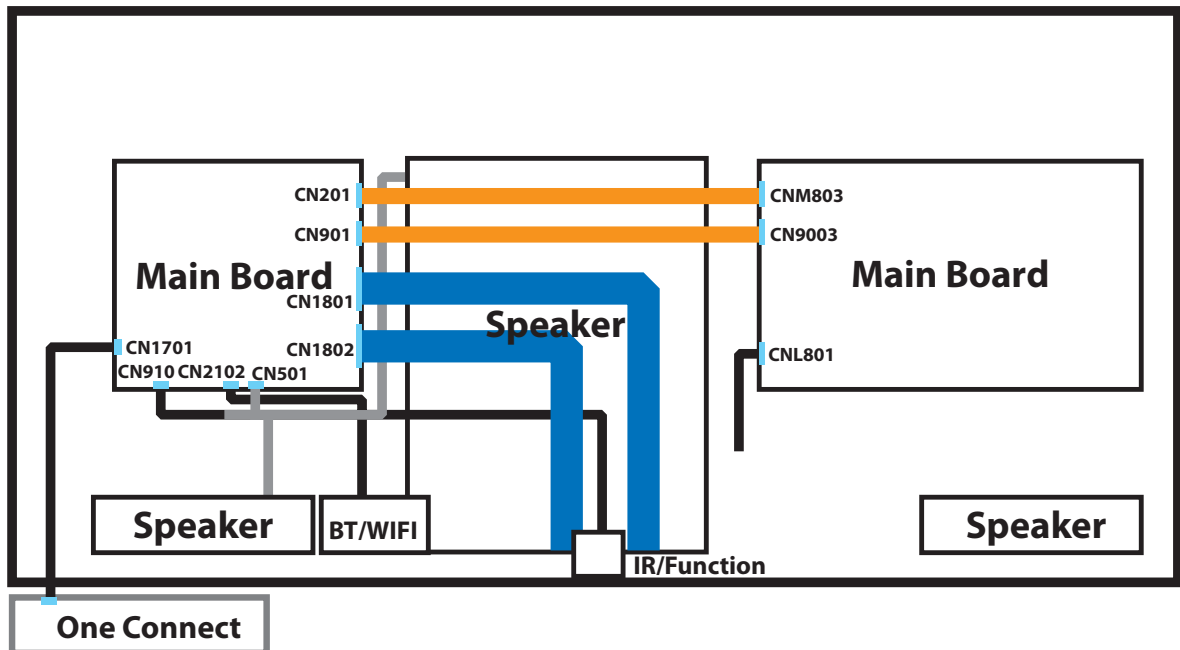 CN201
CNM803
CN901
CN9003
Main Board
Main Board
CN1801
Speaker
CN1701
CN1802
CNL801
CN910 CN2102 CN501
Speaker
BT/WIFI
Speaker
IR/Function
One Connect